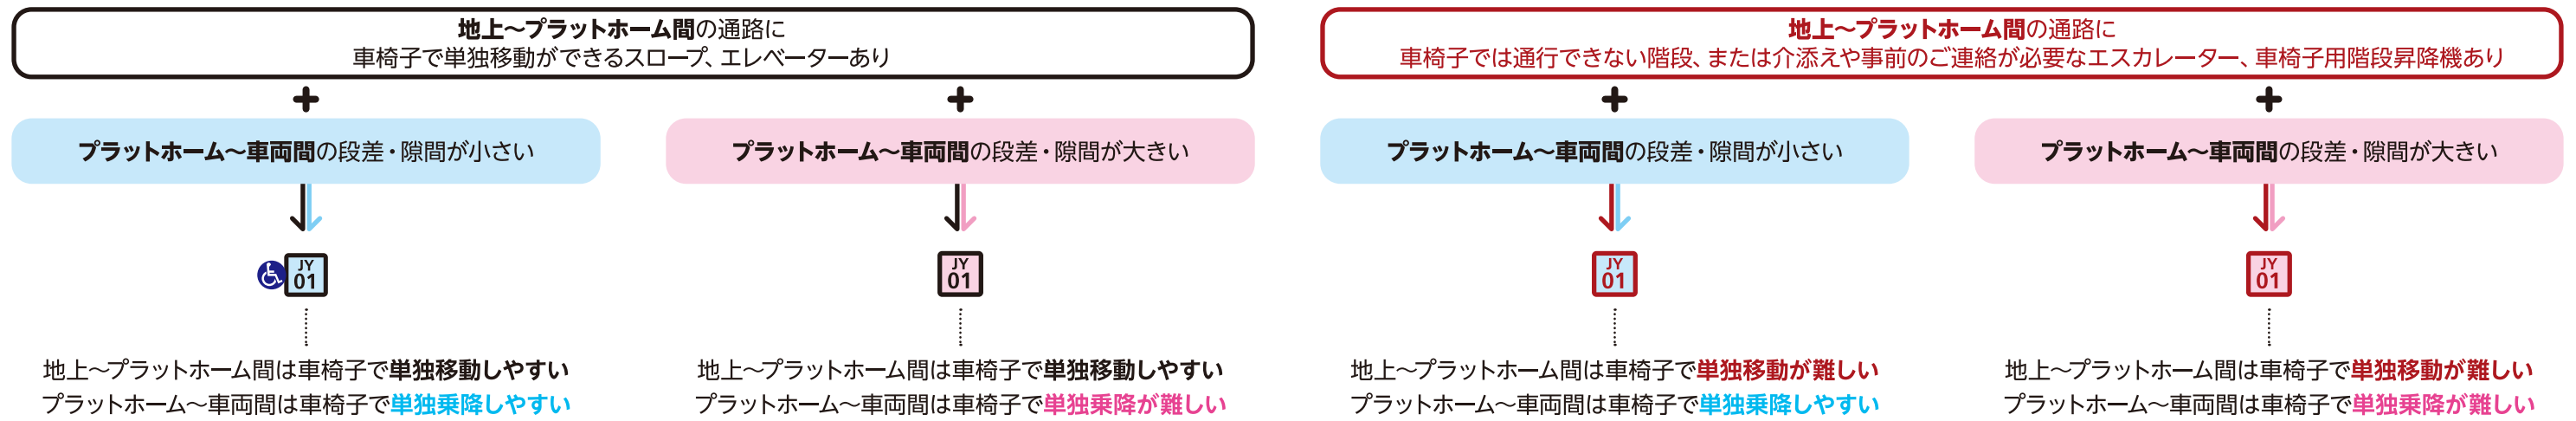 地上〜プラットホーム間の通路に
車椅子で単独移動ができるスロープ、エレベーターあり
地上〜プラットホーム間の通路に
車椅子では通行できない階段、または介添えや事前のご連絡が必要なエスカレーター、車椅子用階段昇降機あり
プラットホーム〜車両間の段差・隙間が小さい
プラットホーム〜車両間の段差・隙間が大きい
プラットホーム〜車両間の段差・隙間が小さい
プラットホーム〜車両間の段差・隙間が大きい
JY
01
JY
01
JY
01
JY
01
地上〜プラットホーム間は車椅子で単独移動しやすい
プラットホーム〜車両間は車椅子で単独乗降しやすい
地上〜プラットホーム間は車椅子で単独移動しやすい
プラットホーム〜車両間は車椅子で単独乗降が難しい
地上〜プラットホーム間は車椅子で単独移動が難しい
プラットホーム〜車両間は車椅子で単独乗降しやすい
地上〜プラットホーム間は車椅子で単独移動が難しい
プラットホーム〜車両間は車椅子で単独乗降が難しい